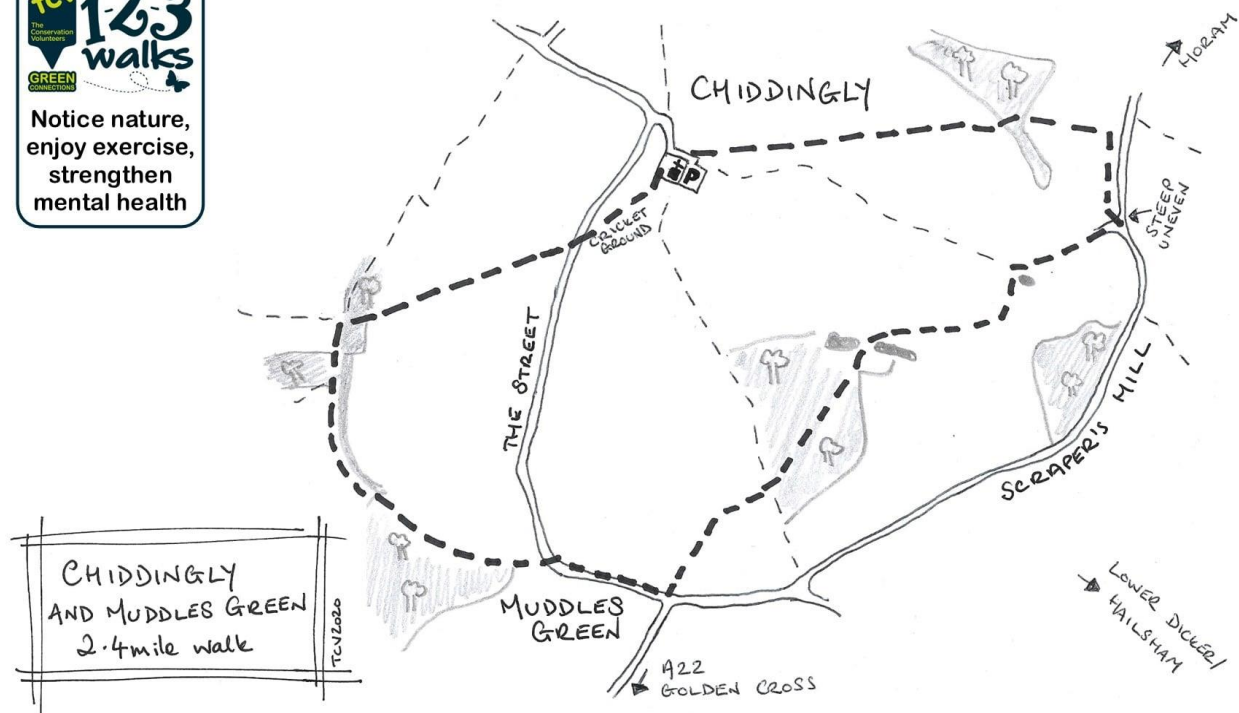 TCV
The
Conservation
Volunteers
GREEN
CONNECTIONS
1-2-3
walks
Notice nature,
enjoy exercise,
strengthen
mental health
CHIDDINGLY
HORAM
P
CRICKET
GROUND
STEEP
UNEVEN
THE STREET
SCRAPER'S HILL
MUDDLES
GREEN
A22
GOLDEN CROSS
LOWER DICKER/
HAILSHAM
CHIDDINGLY
AND MUDDLES GREEN
2.4mile walk
TCV2020